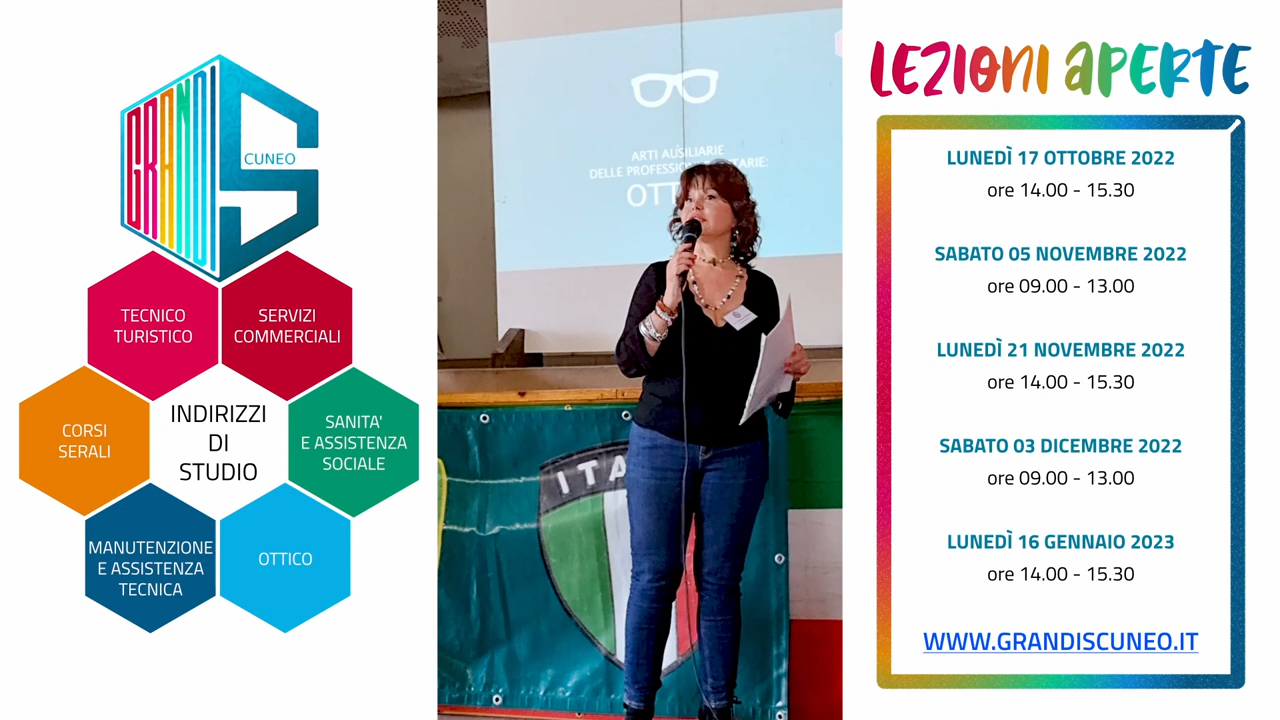 GRANDI
S
CUNEO
TECNICO
TURISTICO
SERVIZI
COMMERCIALI
CORSI
SERALI
INDIRIZZI
DI
STUDIO
SANITA'
E ASSISTENZA
SOCIALE
MANUTENZIONE
E ASSISTENZA
TECNICA
OTTICO
ARTI AUSILIARIE
DELLE
OTT
ITA
LEZIONI APERTE
LUNEDÌ 17 OTTOBRE 2022
ore 14.00 - 15.30
SABATO 05 NOVEMBRE 2022
ore 09.00 - 13.00
LUNEDÌ 21 NOVEMBRE 2022
ore 14.00 - 15.30
SABATO 03 DICEMBRE 2022
ore 09.00 - 13.00
LUNEDÌ 16 GENNAIO 2023
ore 14.00 - 15.30
WWW.GRANDISCUNEO.IT